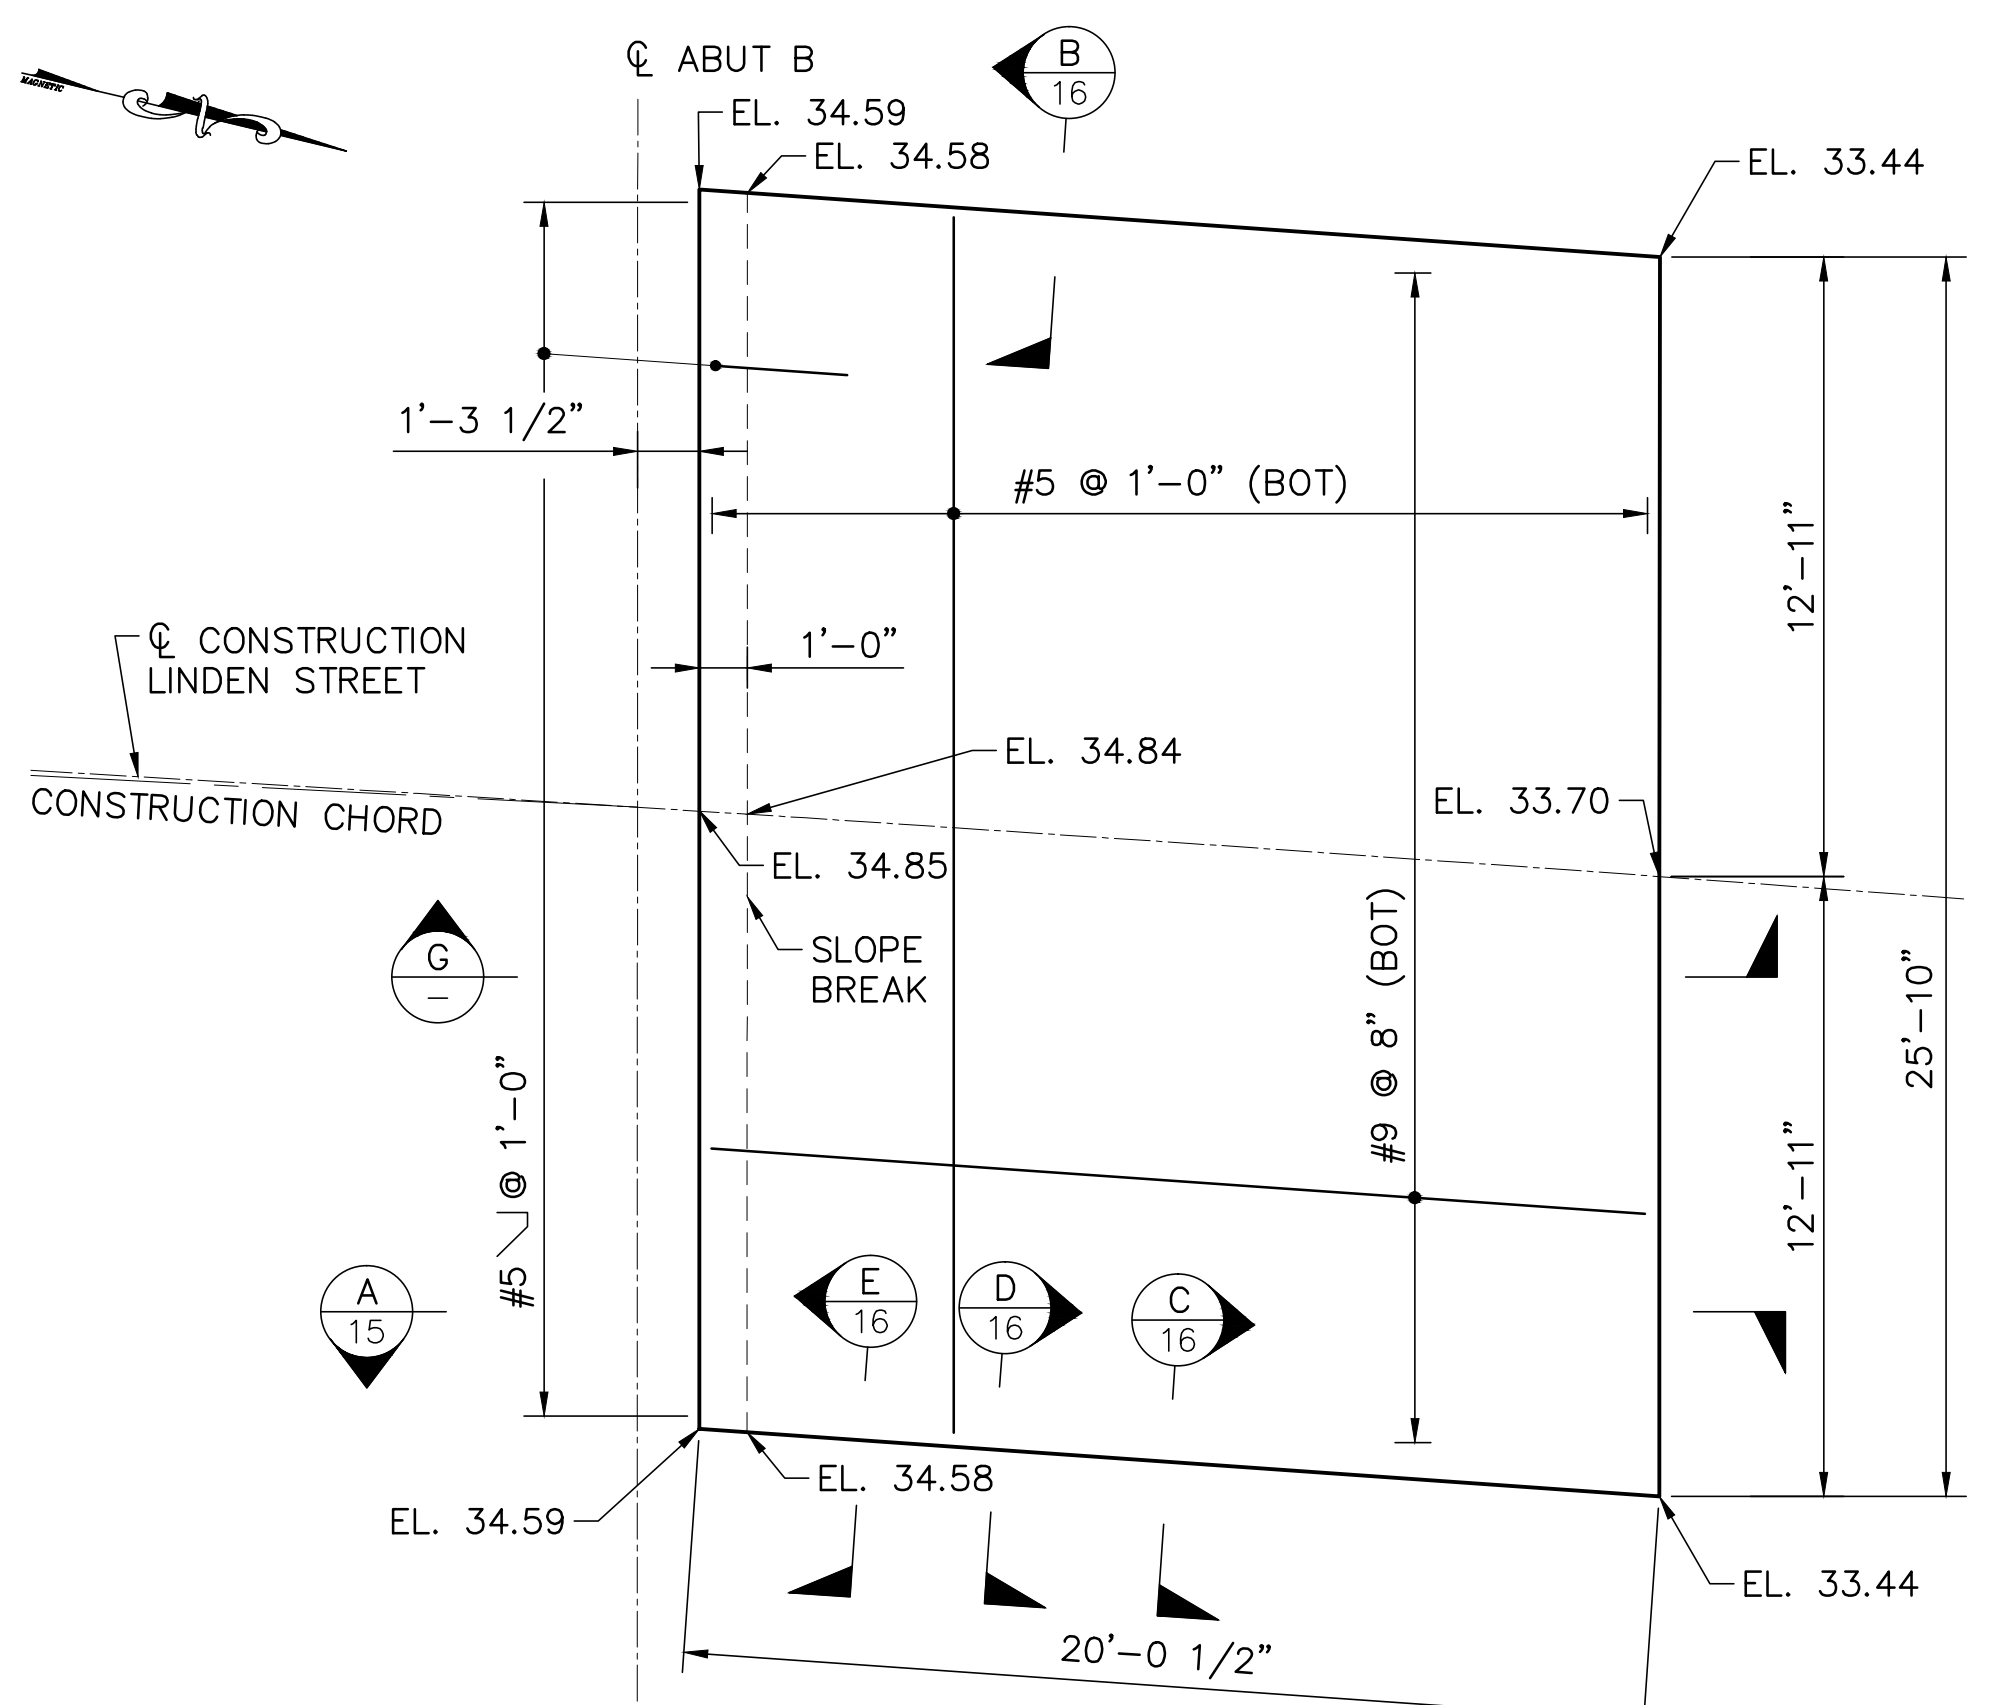 ℄ ABUT B
B
16
MAGNETIC
EL. 34.59
EL. 34.58
EL. 33.44
1'-3 1/2"
#5 @ 1'-0" (BOT)
12'-11"
℄ CONSTRUCTION
LINDEN STREET
1'-0"
EL. 34.84
CONSTRUCTION CHORD
EL. 33.70
EL. 34.85
SLOPE
BREAK
G
–
#9 @ 8" (BOT)
25'-10"
#5 @ 1'-0"
12'-11"
A
15
E
16
D
16
C
16
EL. 34.58
EL. 34.59
EL. 33.44
20'-0 1/2"